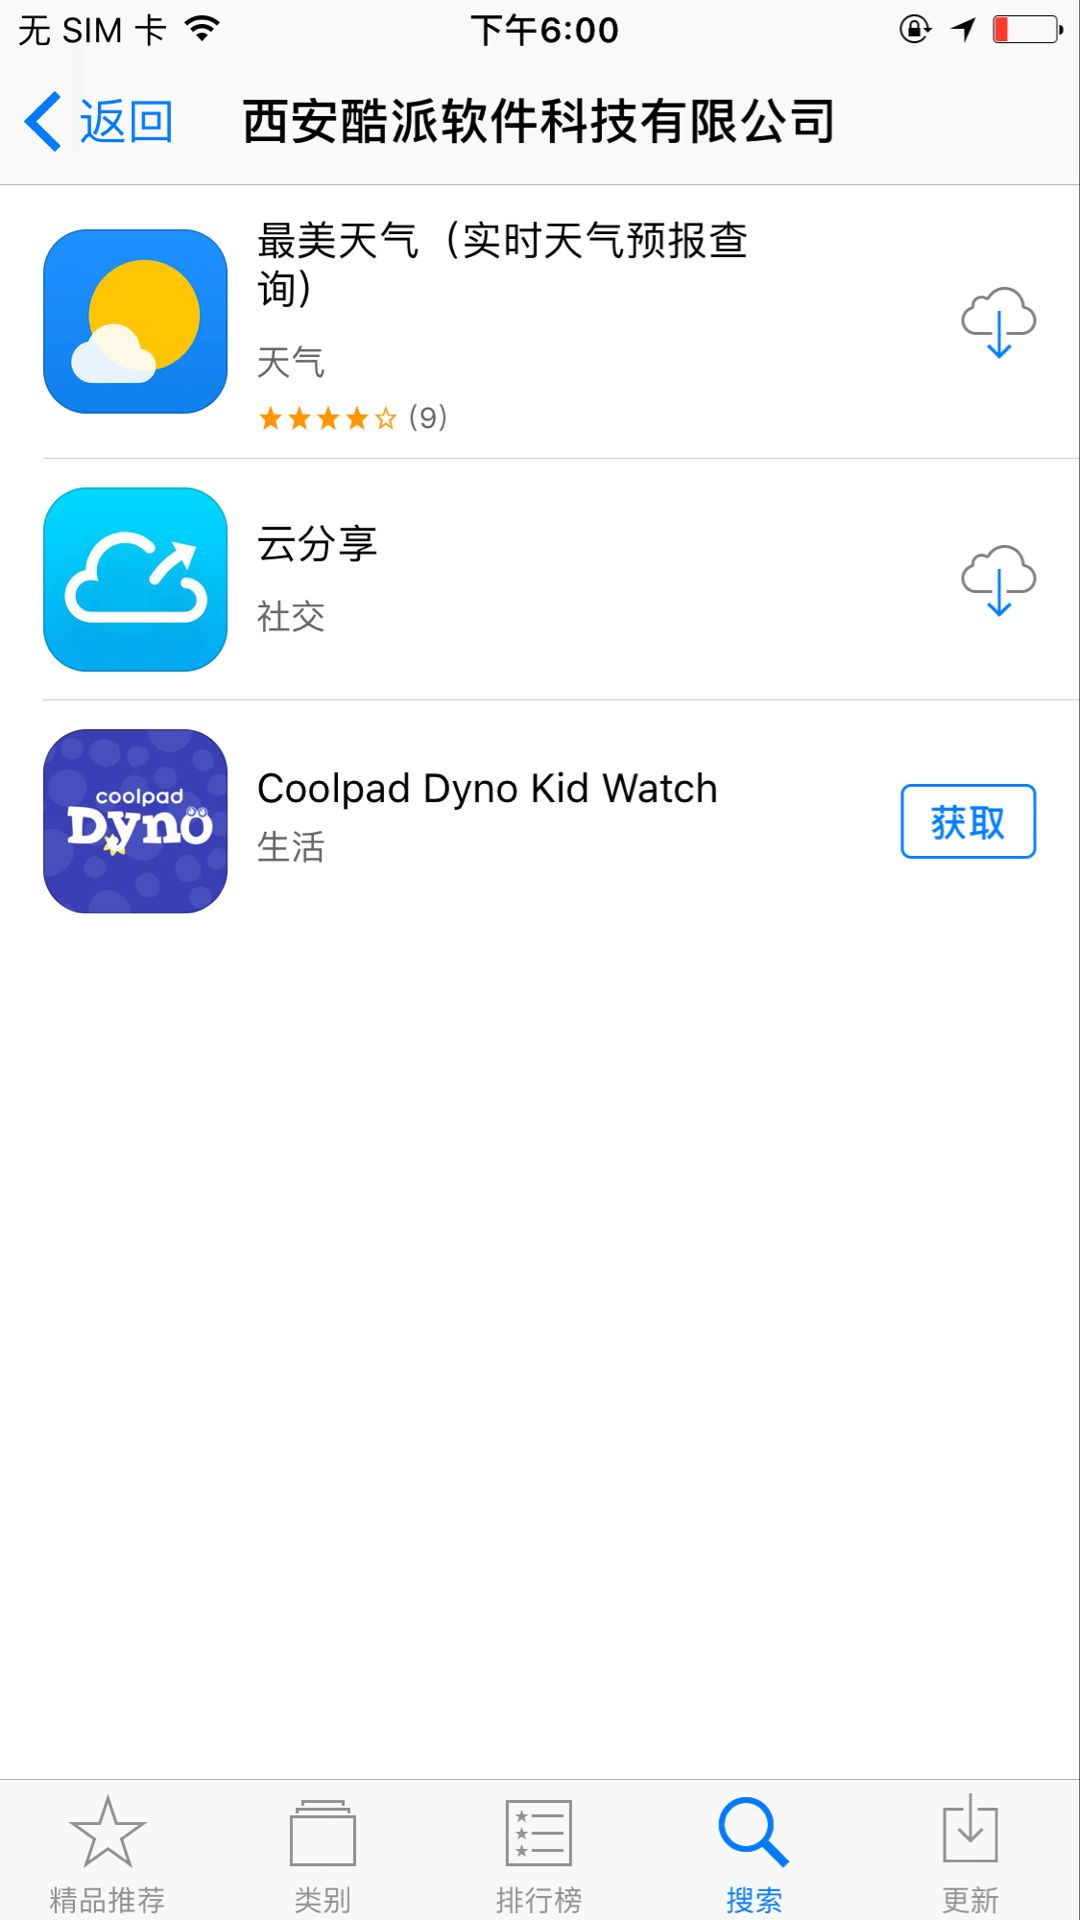 无 SIM 卡
下午6:00
返回
西安酷派软件科技有限公司
最美天气（实时天气预报查
询）
天气
(9)
云分享
社交
coolpad
Dyno
Coolpad Dyno Kid Watch
生活
获取
精品推荐
类别
排行榜
搜索
更新